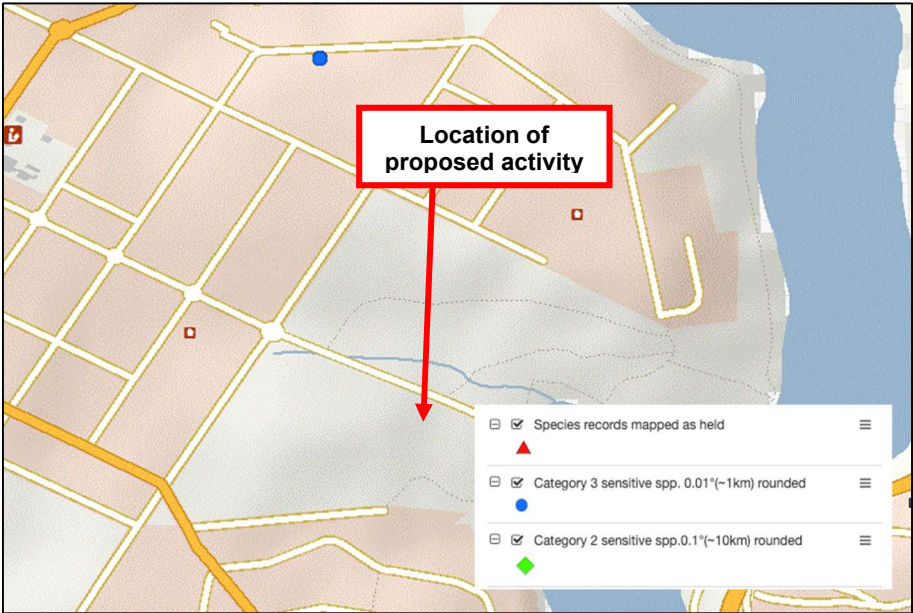 Location of
proposed activity
Species records mapped as held
Category 3 sensitive spp. 0.01°(~1km) rounded
Category 2 sensitive spp.0.1°(~10km) rounded